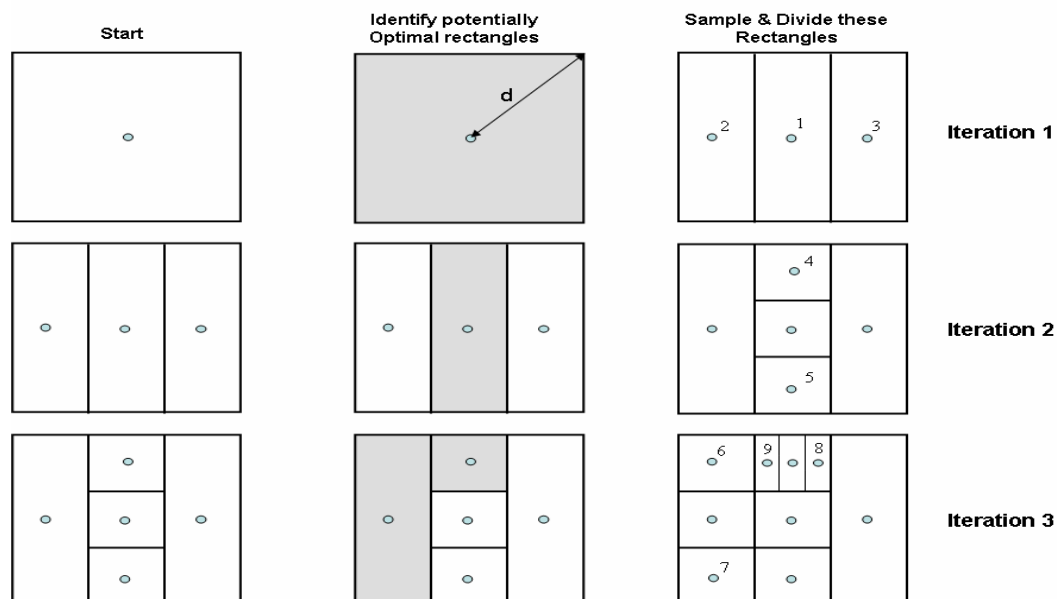 Start
Identify potentially
Optimal rectangles
Sample & Divide these
Rectangles
d
2
1
3
Iteration 1
4
5
Iteration 2
6
9
8
7
Iteration 3